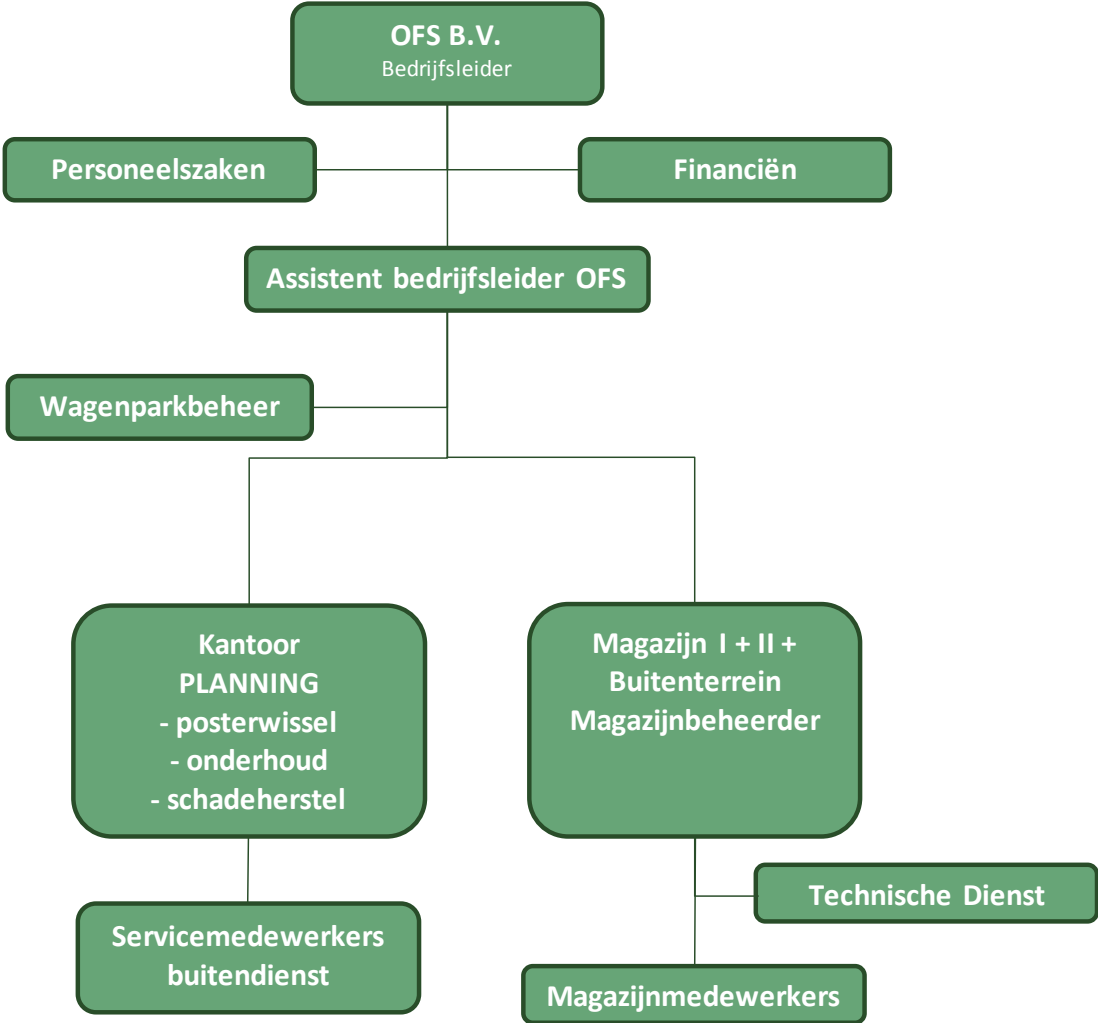 OFS B.V.
Bedrijfsleider
Personeelszaken
Financiën
Assistent bedrijfsleider OFS
Wagenparkbeheer
Kantoor
PLANNING
- posterwissel
- onderhoud
- schadeherstel
Magazijn I + II +
Buitenterrein
Magazijnbeheerder
Technische Dienst
Servicemedewerkers
buitendienst
Magazijnmedewerkers